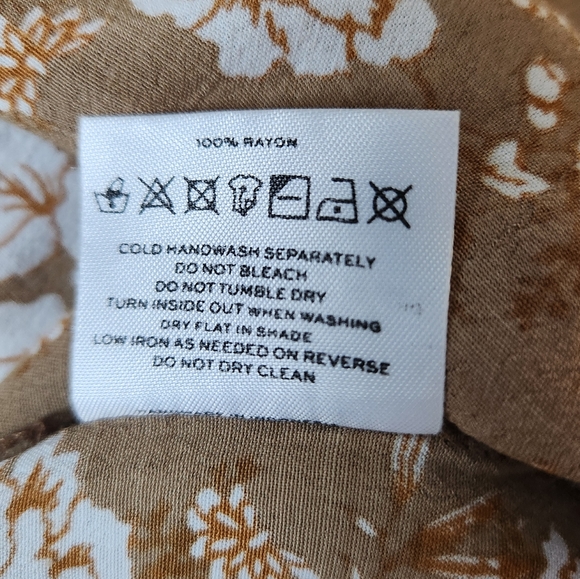 100% RAYON
COLD HANDWASH SEPARATELY
DO NOT BLEACH
DO NOT TUMBLE DRY
TURN INSIDE OUT WHEN WASHING
DRY FLAT IN SHADE
LOW IRON AS NEEDED ON REVERSE
DO NOT DRY CLEAN